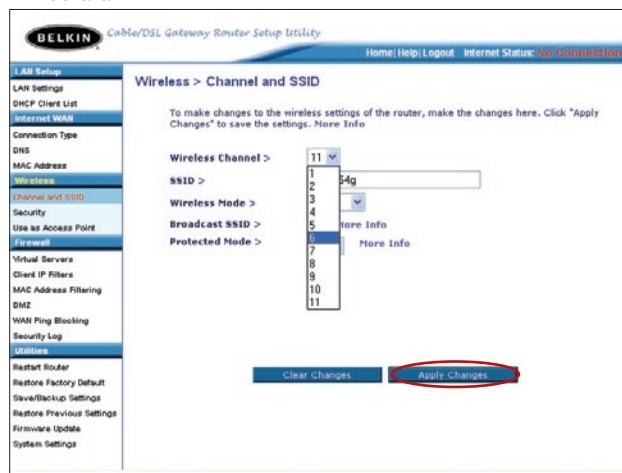 BELKIN Cable/DSL Gateway Router Setup Utility
Home| Help| Logout Internet Status: No Connection
LAN Setup
LAN Settings
DHCP Client List
Internet WAN
Connection Type
DNS
MAC Address
Wireless
Channel and SSID
Security
Use as Access Point
Firewall
Virtual Servers
Client IP Filters
MAC Address Filtering
DMZ
WAN Ping Blocking
Security Log
Utilities
Restart Router
Restore Factory Default
Save/Backup Settings
Restore Previous Settings
Firmware Update
System Settings
Wireless > Channel and SSID
To make changes to the wireless settings of the router, make the changes here. Click "Apply
Changes" to save the settings. More Info
Wireless Channel > 11
SSID > 54g
Wireless Mode >
Broadcast SSID > More Info
Protected Mode > More Info
1
2
3
4
5
6
7
8
9
10
11
Clear Changes Apply Changes